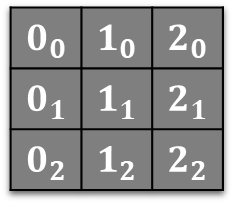 0₀ 1₀ 2₀
0₁ 1₁ 2₁
0₂ 1₂ 2₂